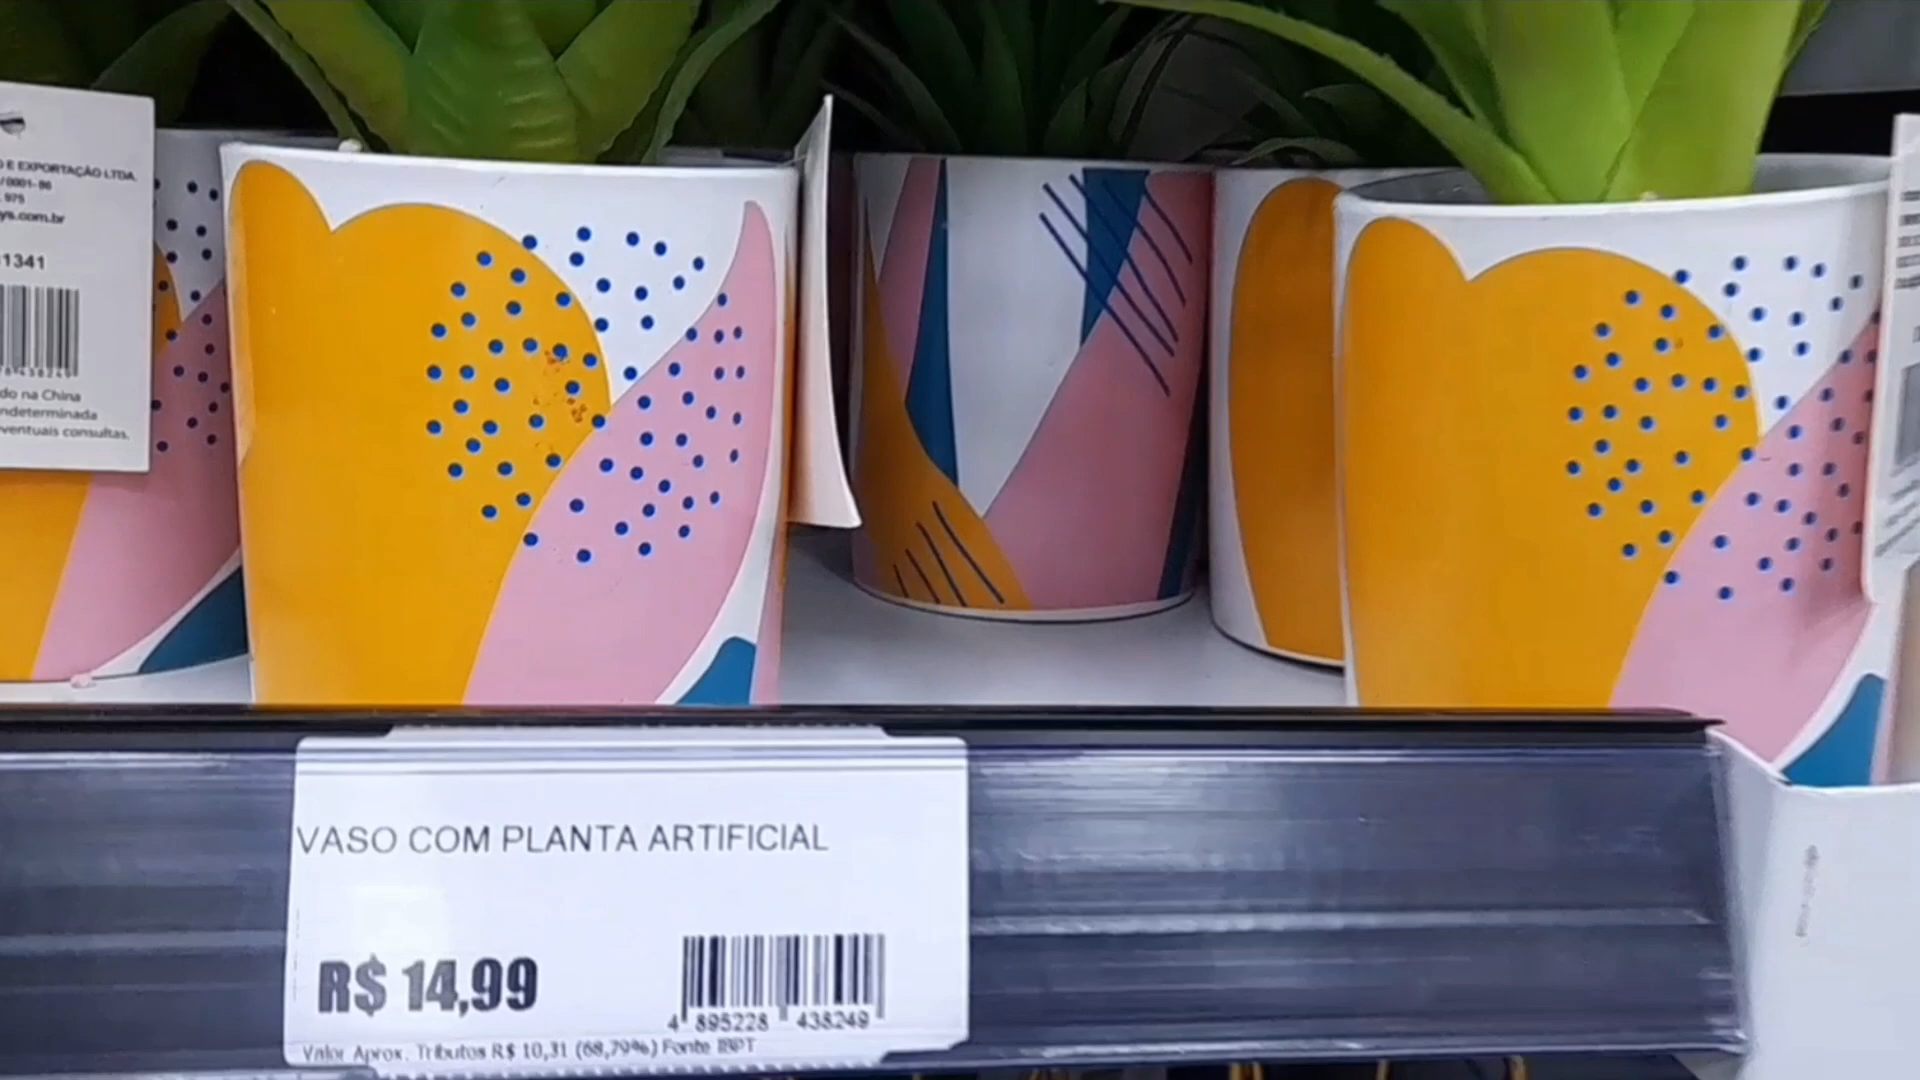 O E EXPORTAÇÃO LTDA.
/0001-86
975
ys.com.br
1341
438249
do na China
ndeterminada
ventuais consultas.
VASO COM PLANTA ARTIFICIAL
R$ 14,99
4 895228 438249
Valor Aprox. Tributos R$ 10,31 (68,79%) Fonte IBPT